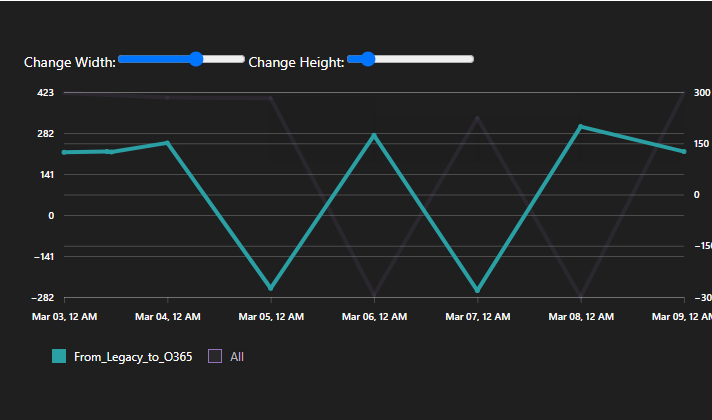 Change Width: Change Height:
423 300
282 150
141
0 0
−141 −150
−282 −30
Mar 03, 12 AM Mar 04, 12 AM Mar 05, 12 AM Mar 06, 12 AM Mar 07, 12 AM Mar 08, 12 AM Mar 09, 12 AM
From_Legacy_to_O365 All